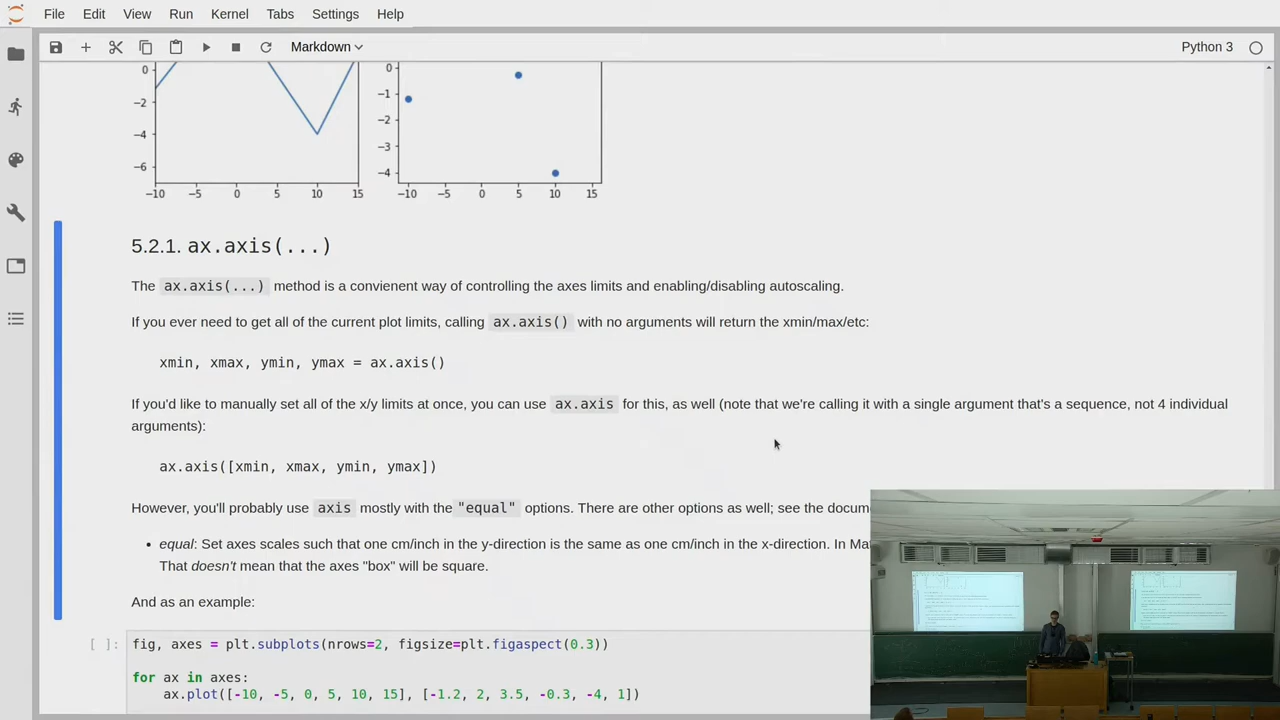 File Edit View Run Kernel Tabs Settings Help
Markdown Python 3
0 -2 -4 -6
-10 -5 0 5 10 15
0 -1 -2 -3 -4
-10 -5 0 5 10 15
5.2.1. ax.axis(...)
The ax.axis(...) method is a convienent way of controlling the axes limits and enabling/disabling autoscaling.
If you ever need to get all of the current plot limits, calling ax.axis() with no arguments will return the xmin/max/etc:
xmin, xmax, ymin, ymax = ax.axis()
If you'd like to manually set all of the x/y limits at once, you can use ax.axis for this, as well (note that we're calling it with a single argument that's a sequence, not 4 individual
arguments):
ax.axis([xmin, xmax, ymin, ymax])
However, you'll probably use axis mostly with the "equal" options. There are other options as well; see the docum
• equal: Set axes scales such that one cm/inch in the y-direction is the same as one cm/inch in the x-direction. In Mat
That doesn't mean that the axes "box" will be square.
And as an example:
[ ]: fig, axes = plt.subplots(nrows=2, figsize=plt.figaspect(0.3))
for ax in axes:
ax.plot([-10, -5, 0, 5, 10, 15], [-1.2, 2, 3.5, -0.3, -4, 1])